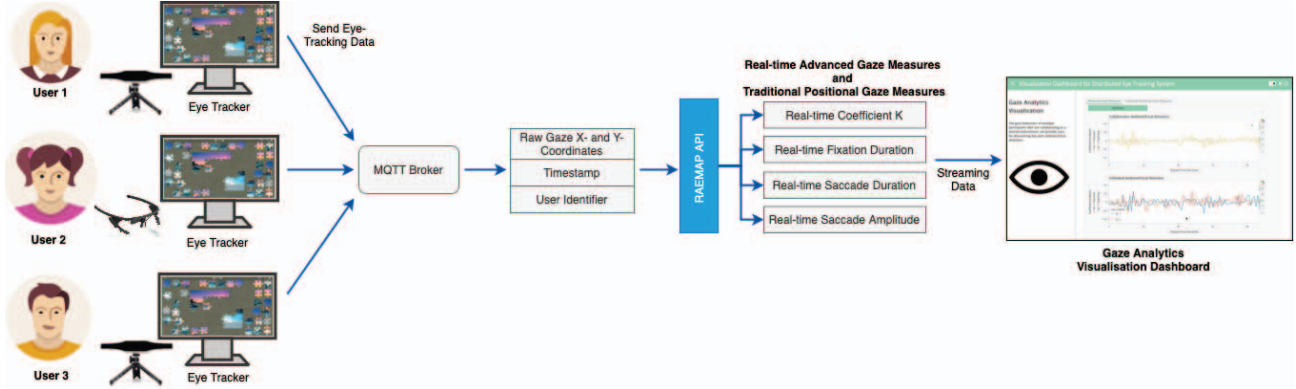 User 1
Eye Tracker
User 2
Eye Tracker
User 3
Eye Tracker
Send Eye-
Tracking Data
MQTT Broker
Raw Gaze X- and Y-
Coordinates
Timestamp
User Identifier
RAEMAP API
Real-time Advanced Gaze Measures
and
Traditional Positional Gaze Measures
Real-time Coefficient K
Real-time Fixation Duration
Real-time Saccade Duration
Real-time Saccade Amplitude
Streaming
Data
Visualisation Dashboard for Distributed Eye Tracking System
Gaze Analytics
Visualisation
Gaze Analytics
Visualisation Dashboard